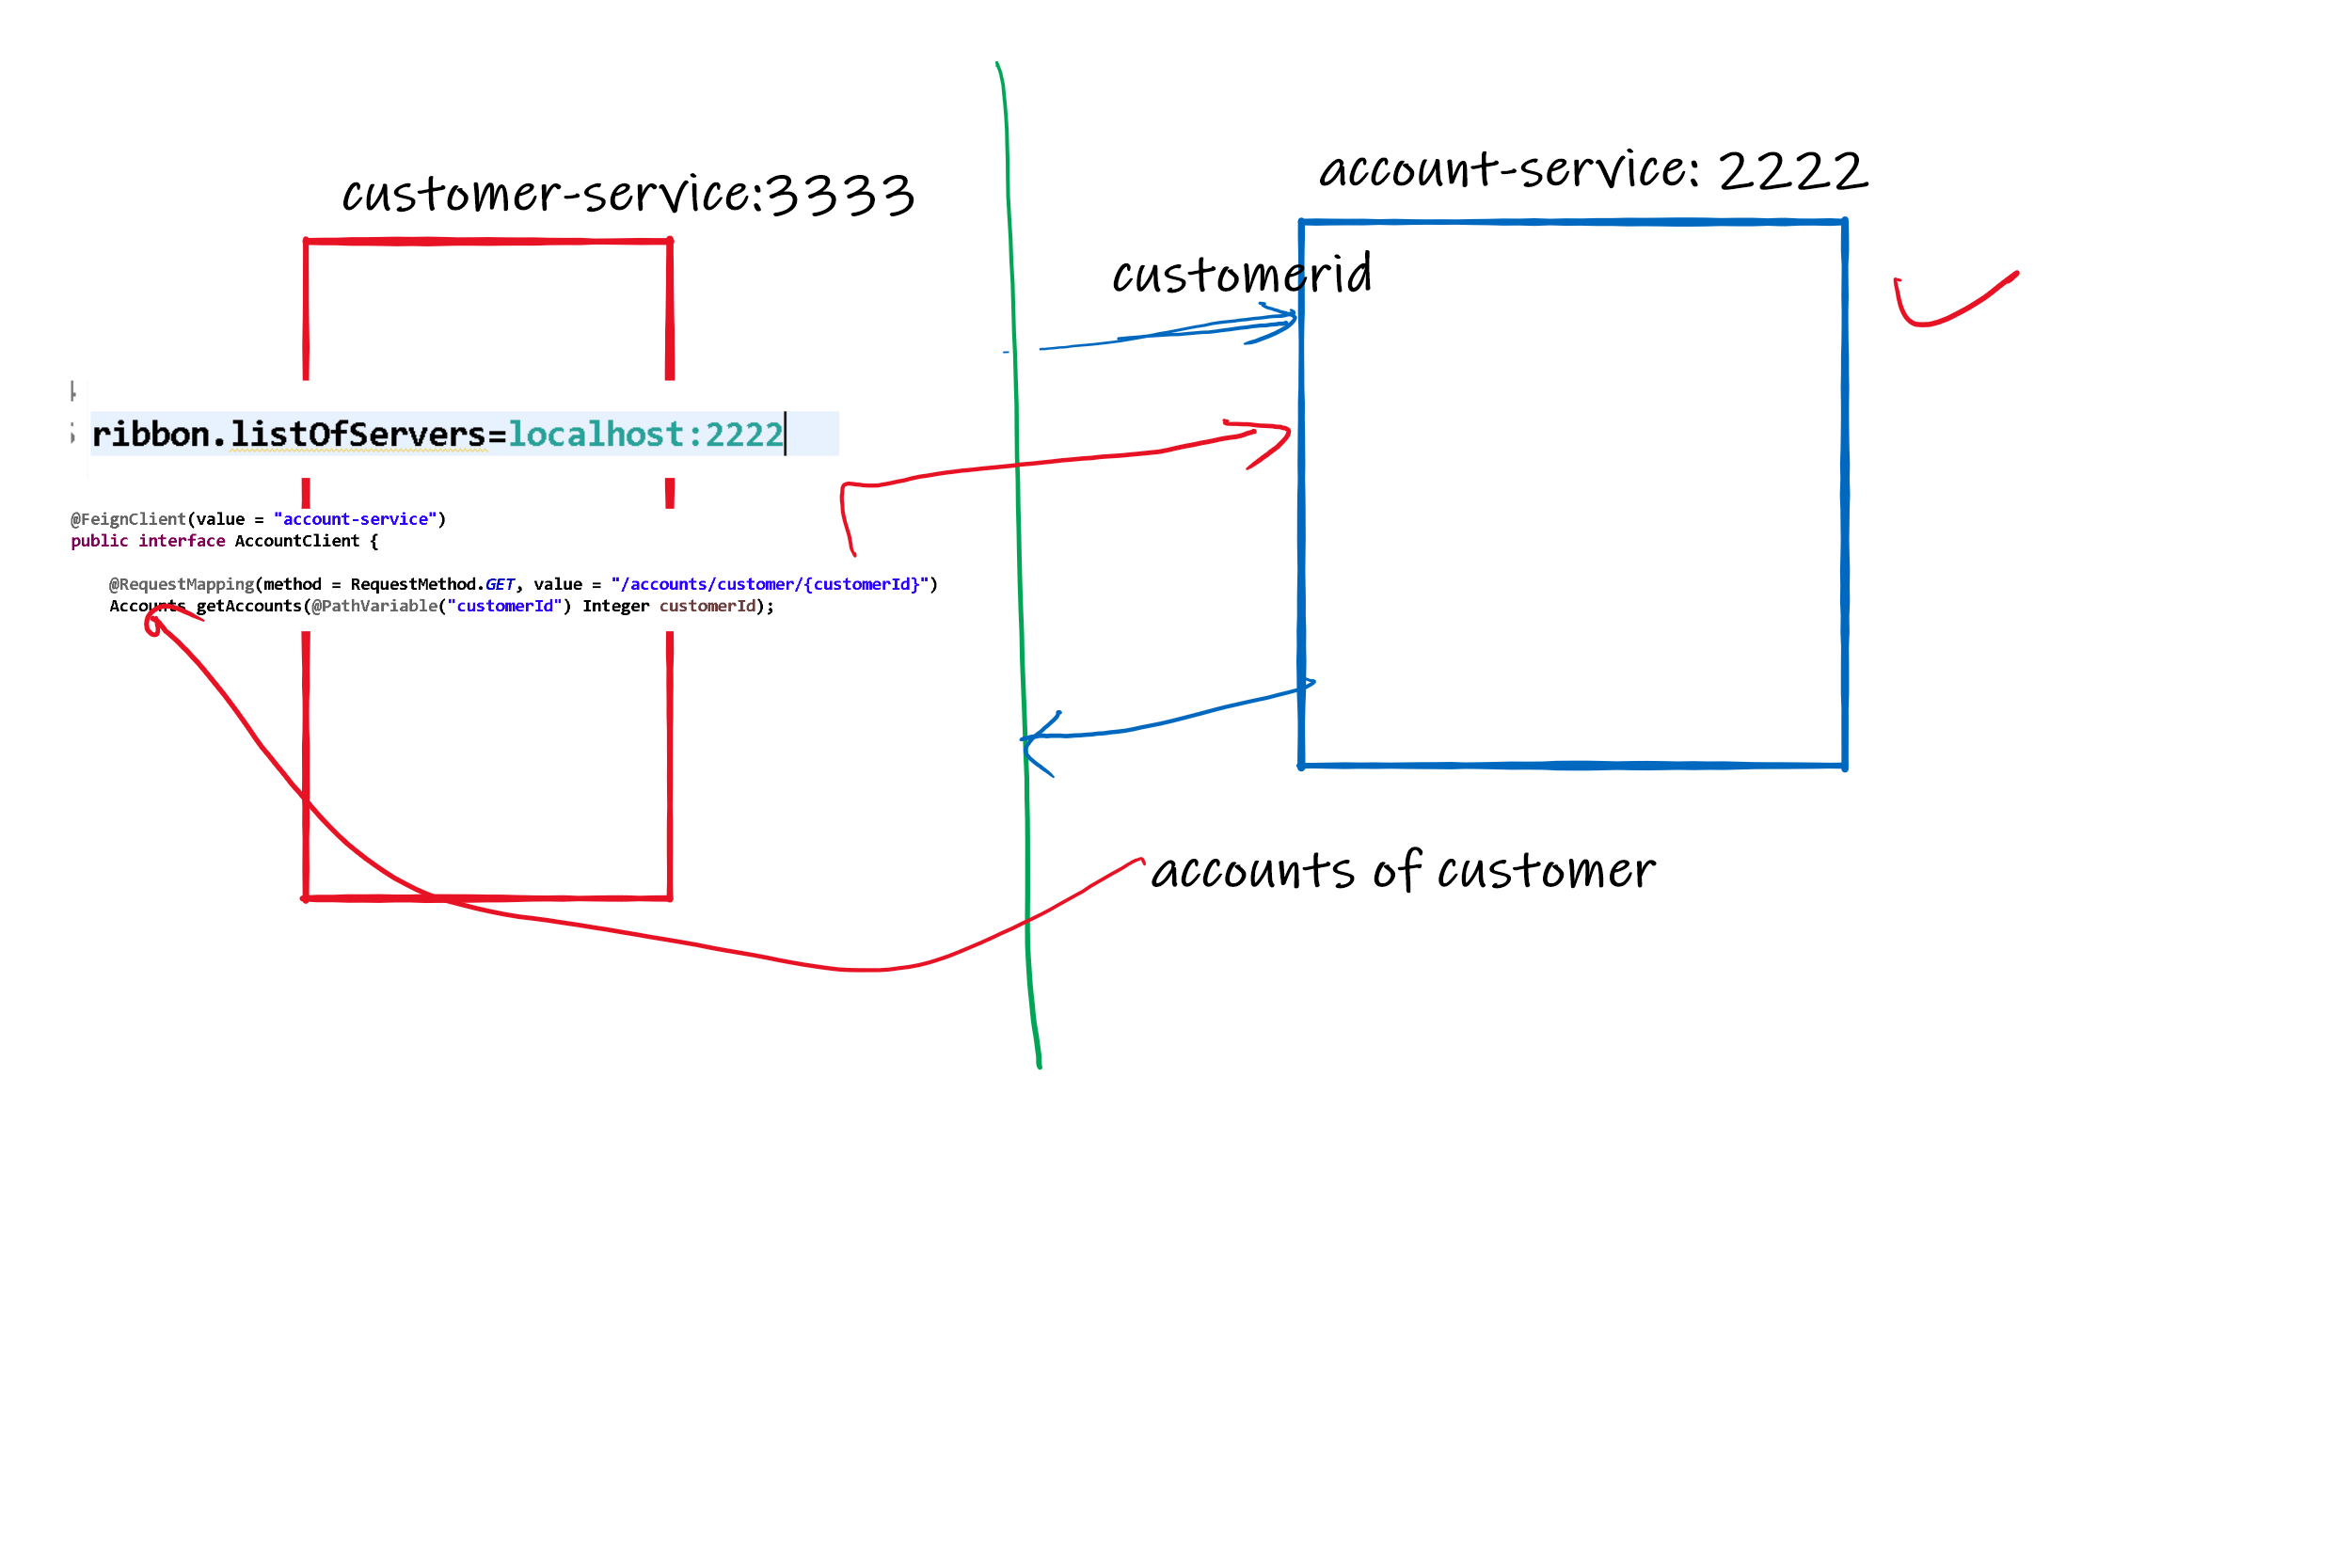 customer-service:3333
account-service: 2222
customerid
ribbon.listOfServers=localhost:2222
@FeignClient(value = "account-service")
public interface AccountClient {
@RequestMapping(method = RequestMethod.GET, value = "/accounts/customer/{customerId}")
Accounts getAccounts(@PathVariable("customerId") Integer customerId);
accounts of customer